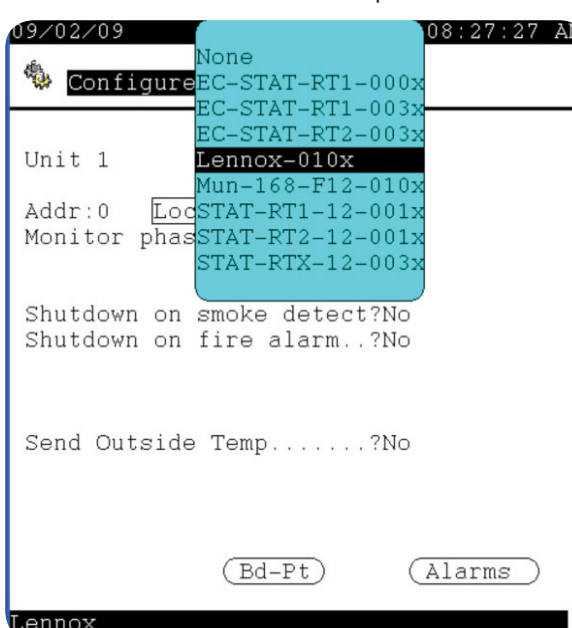 09/02/09 08:27:27 A
None
Configure EC-STAT-RT1-000x
EC-STAT-RT1-003x
EC-STAT-RT2-003x
Unit 1 Lennox-010x
Mun-168-F12-010x
Addr:0 Loc STAT-RT1-12-001x
Monitor phas STAT-RT2-12-001x
STAT-RTX-12-003x
Shutdown on smoke detect?No
Shutdown on fire alarm..?No
Send Outside Temp.......?No
Bd-Pt Alarms
Lennox